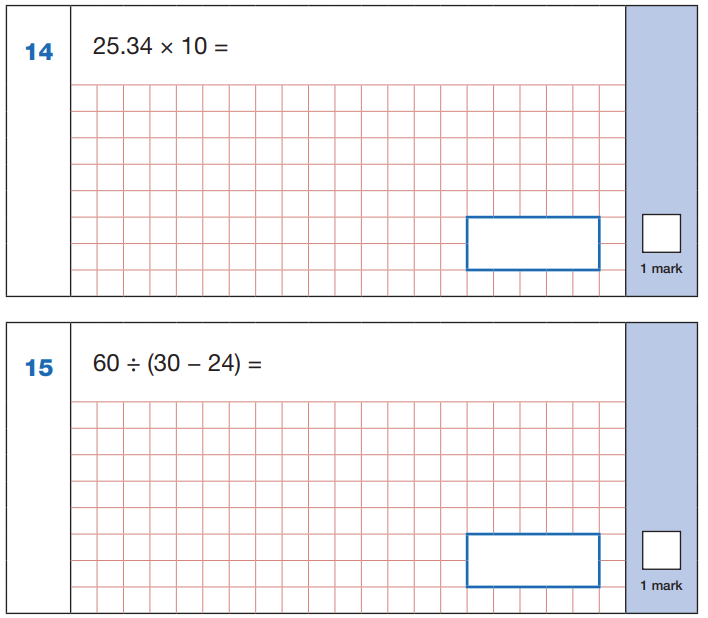 14
25.34 × 10 =
1 mark
15
60 ÷ (30 − 24) =
1 mark